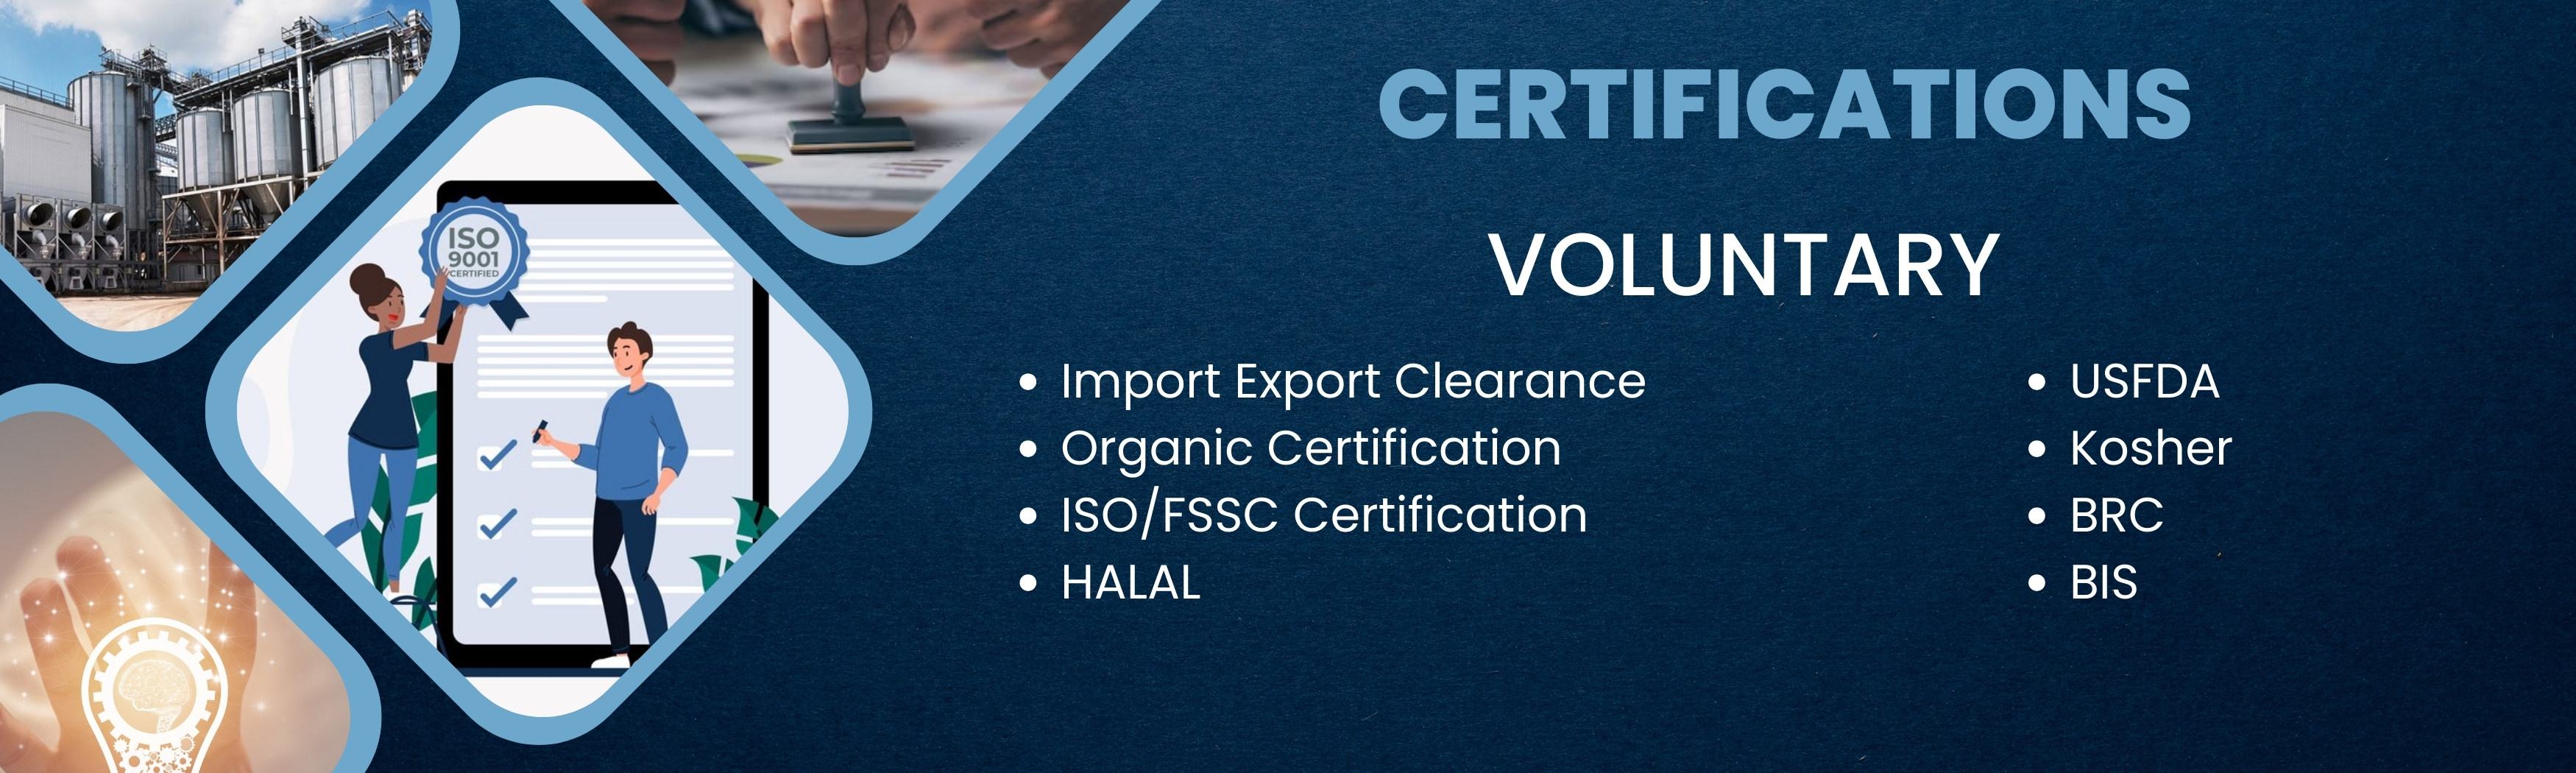 CERTIFICATIONS
VOLUNTARY
Import Export Clearance
Organic Certification
ISO/FSSC Certification
HALAL
USFDA
Kosher
BRC
BIS
ISO
9001
CERTIFIED